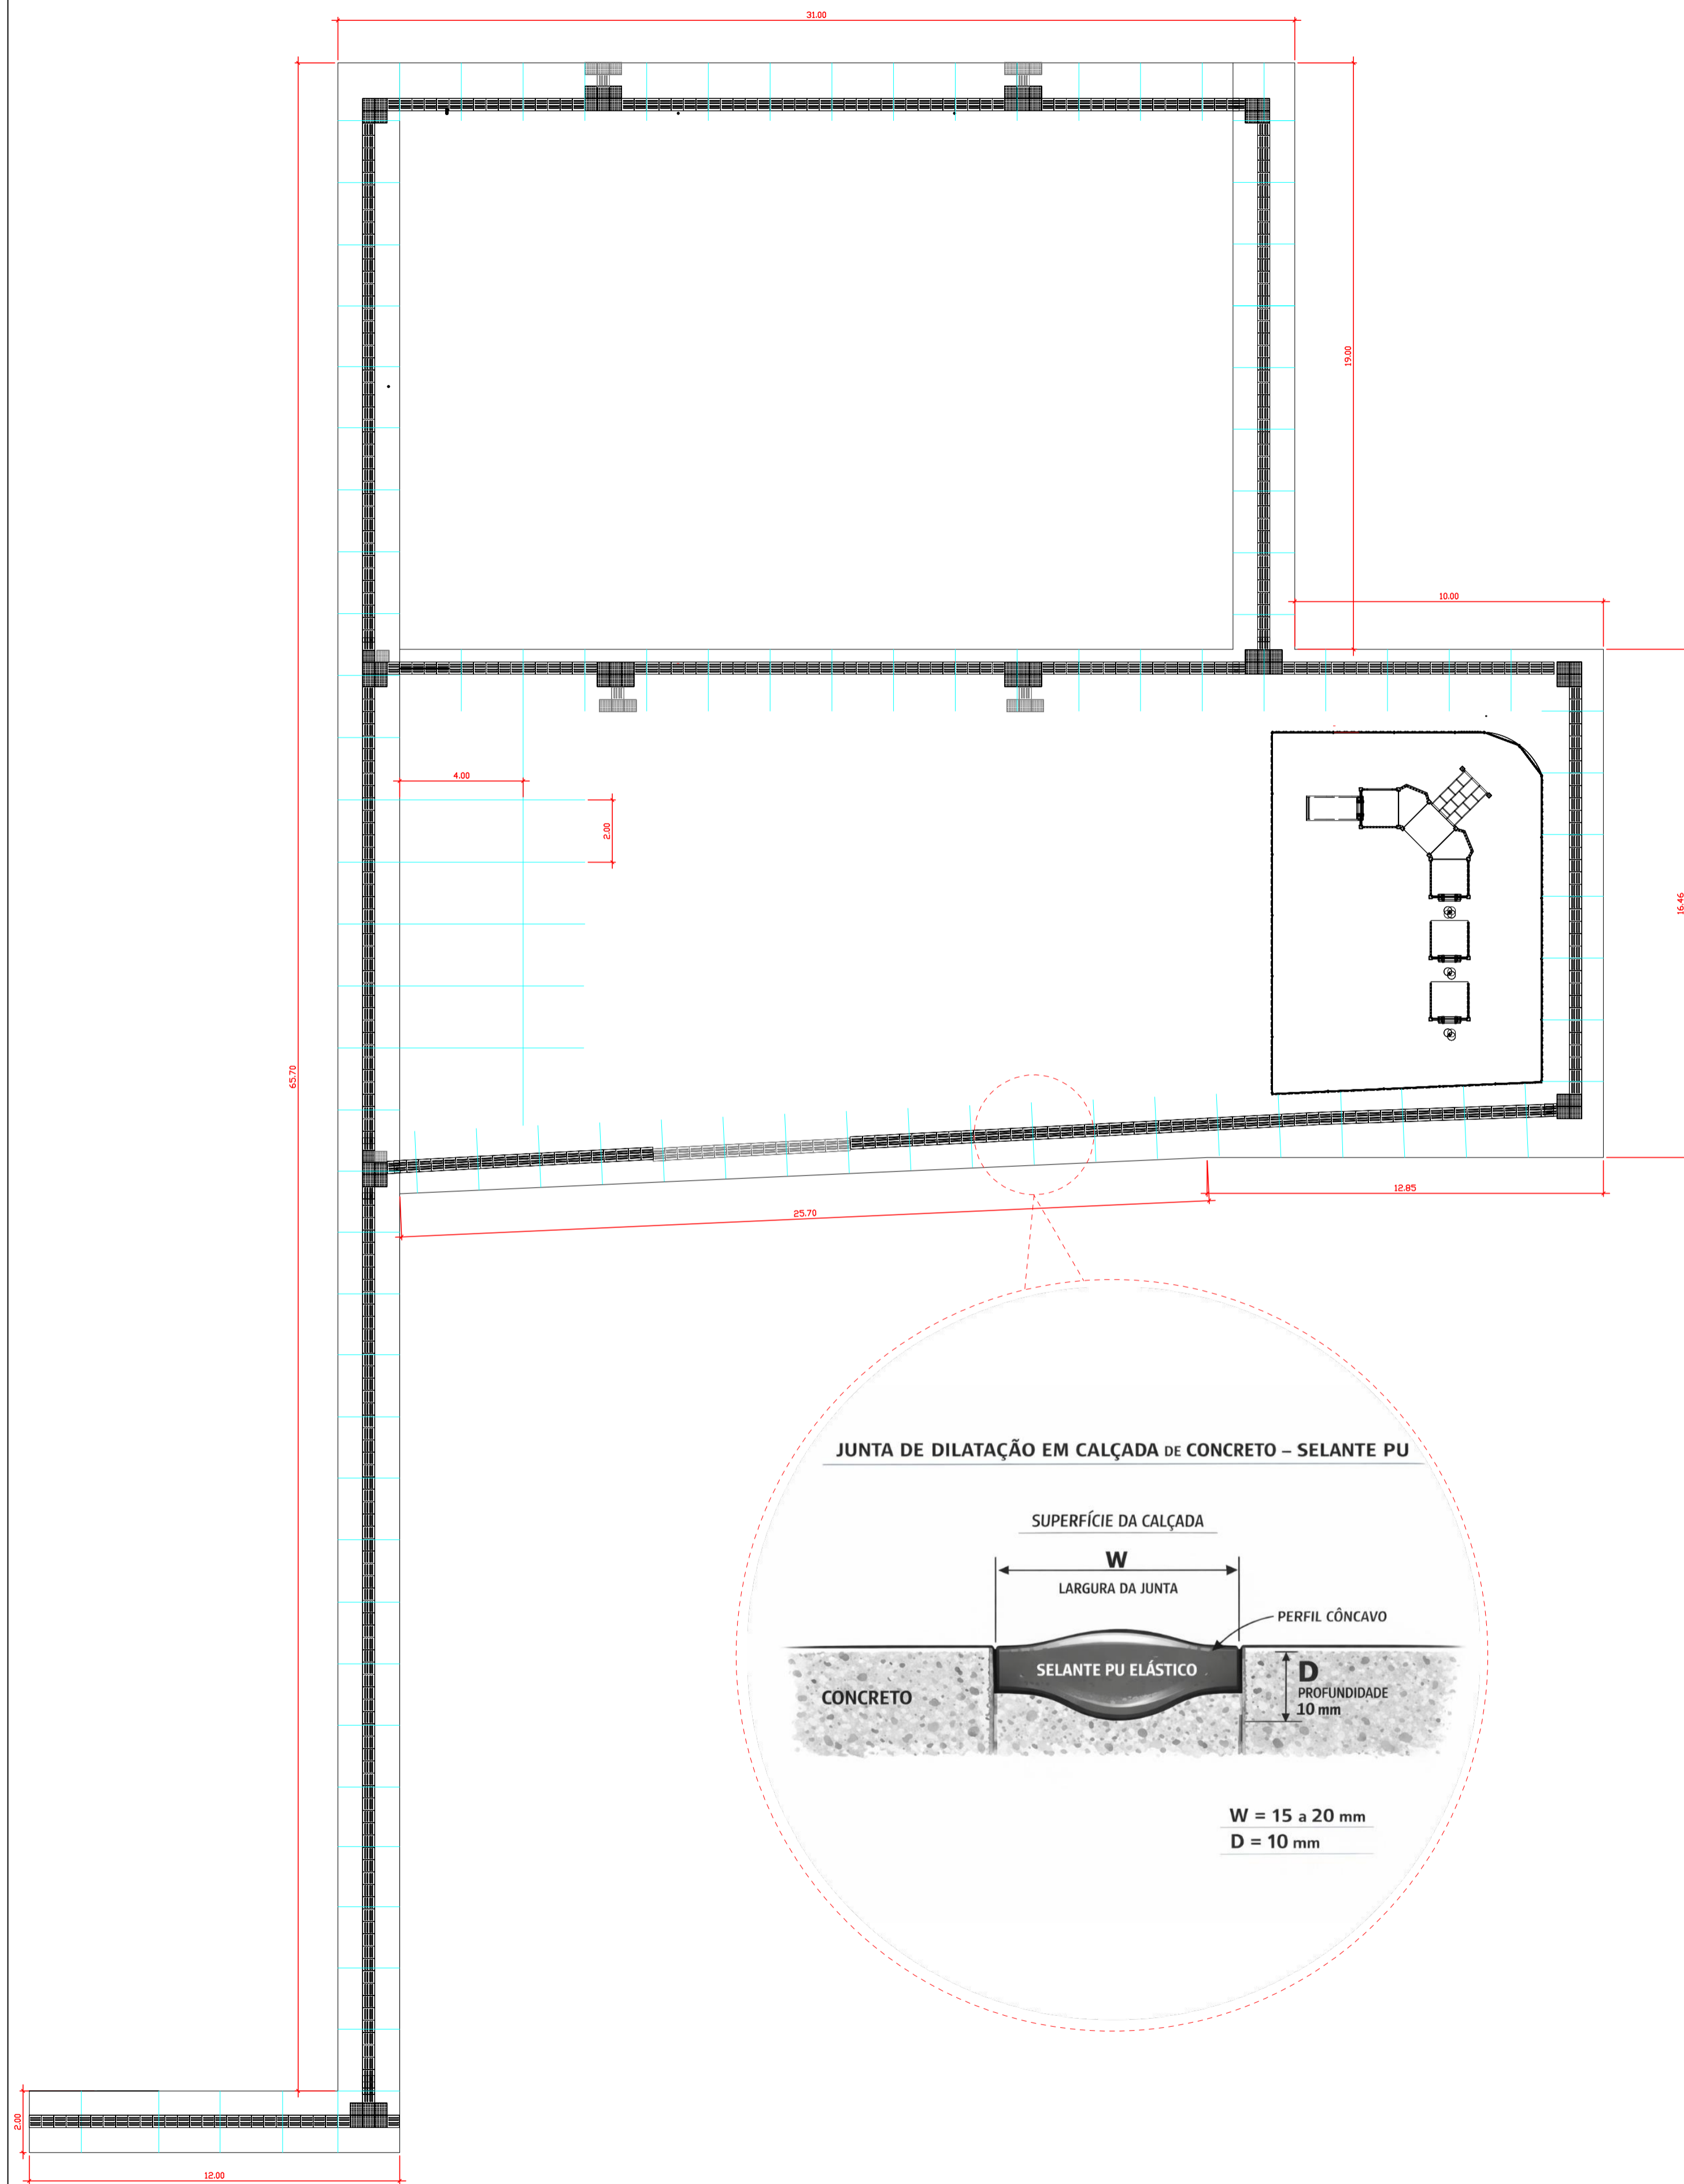 31.00
19.00
10.00
4.00
2.00
16.46
65.70
12.85
25.70
JUNTA DE DILATAÇÃO EM CALÇADA DE CONCRETO – SELANTE PU
SUPERFÍCIE DA CALÇADA
W
LARGURA DA JUNTA
PERFIL CÔNCAVO
SELANTE PU ELÁSTICO
D
CONCRETO
PROFUNDIDADE
10 mm
W = 15 a 20 mm
D = 10 mm
2.00
12.00